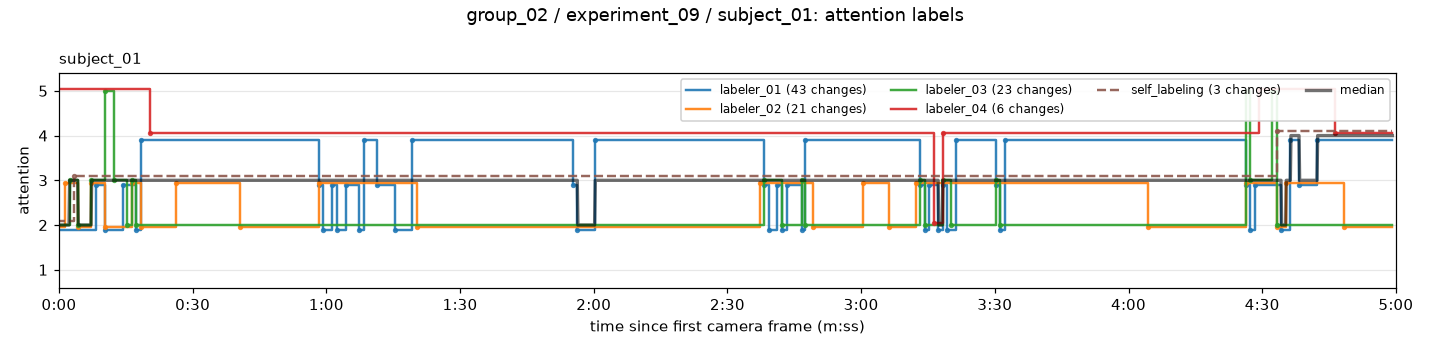 group_02 / experiment_09 / subject_01: attention labels
subject_01
labeler_01 (43 changes)
labeler_02 (21 changes)
labeler_03 (23 changes)
labeler_04 (6 changes)
self_labeling (3 changes)
median
attention
5
4
3
2
1
0:00 0:30 1:00 1:30 2:00 2:30 3:00 3:30 4:00 4:30 5:00
time since first camera frame (m:ss)